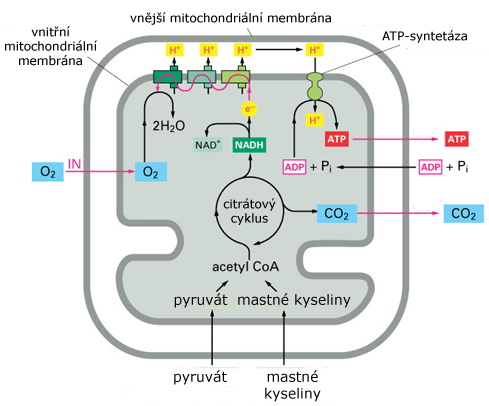 vnější mitochondriální membrána
vnitřní
mitochondriální
membrána
ATP-syntetáza
H⁺ H⁺ H⁺ H⁺
e⁻
H⁺
2H₂O
NAD⁺ NADH
ATP ATP
ADP + Pᵢ ADP + Pᵢ
O₂ IN O₂
citrátový
cyklus
CO₂ CO₂
acetyl CoA
pyruvát mastné kyseliny
pyruvát mastné
kyseliny